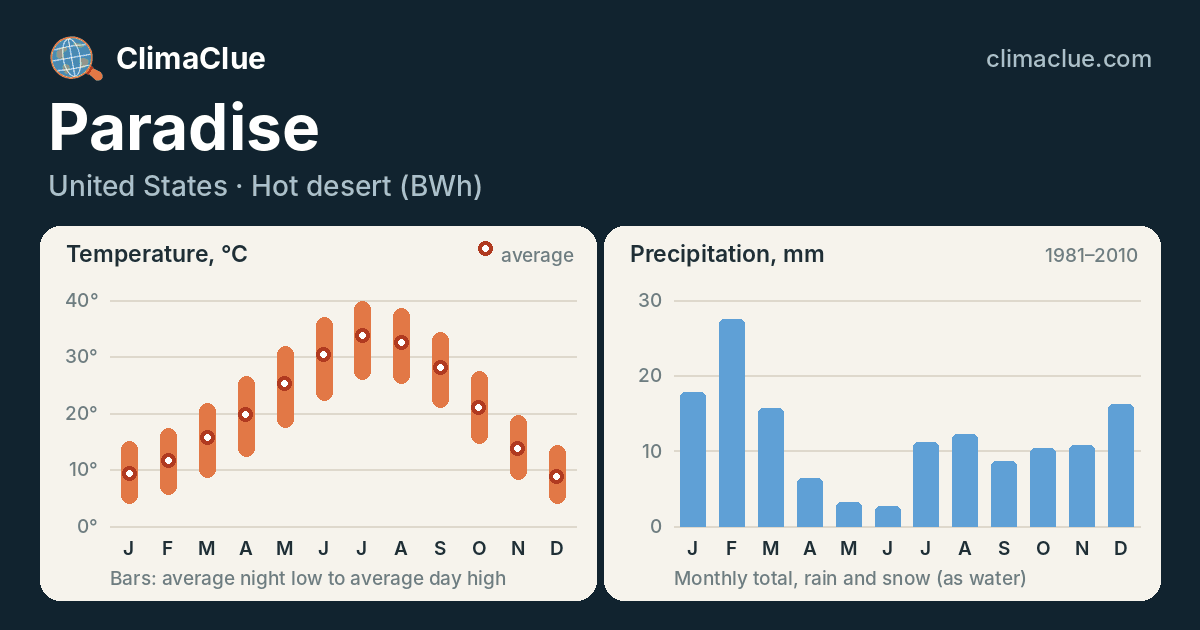 ClimaClue
climaclue.com
Paradise
United States · Hot desert (BWh)
Temperature, °C
average
40°
30°
20°
10°
0°
J F M A M J J A S O N D
Bars: average night low to average day high
Precipitation, mm
1981–2010
30
20
10
0
J F M A M J J A S O N D
Monthly total, rain and snow (as water)